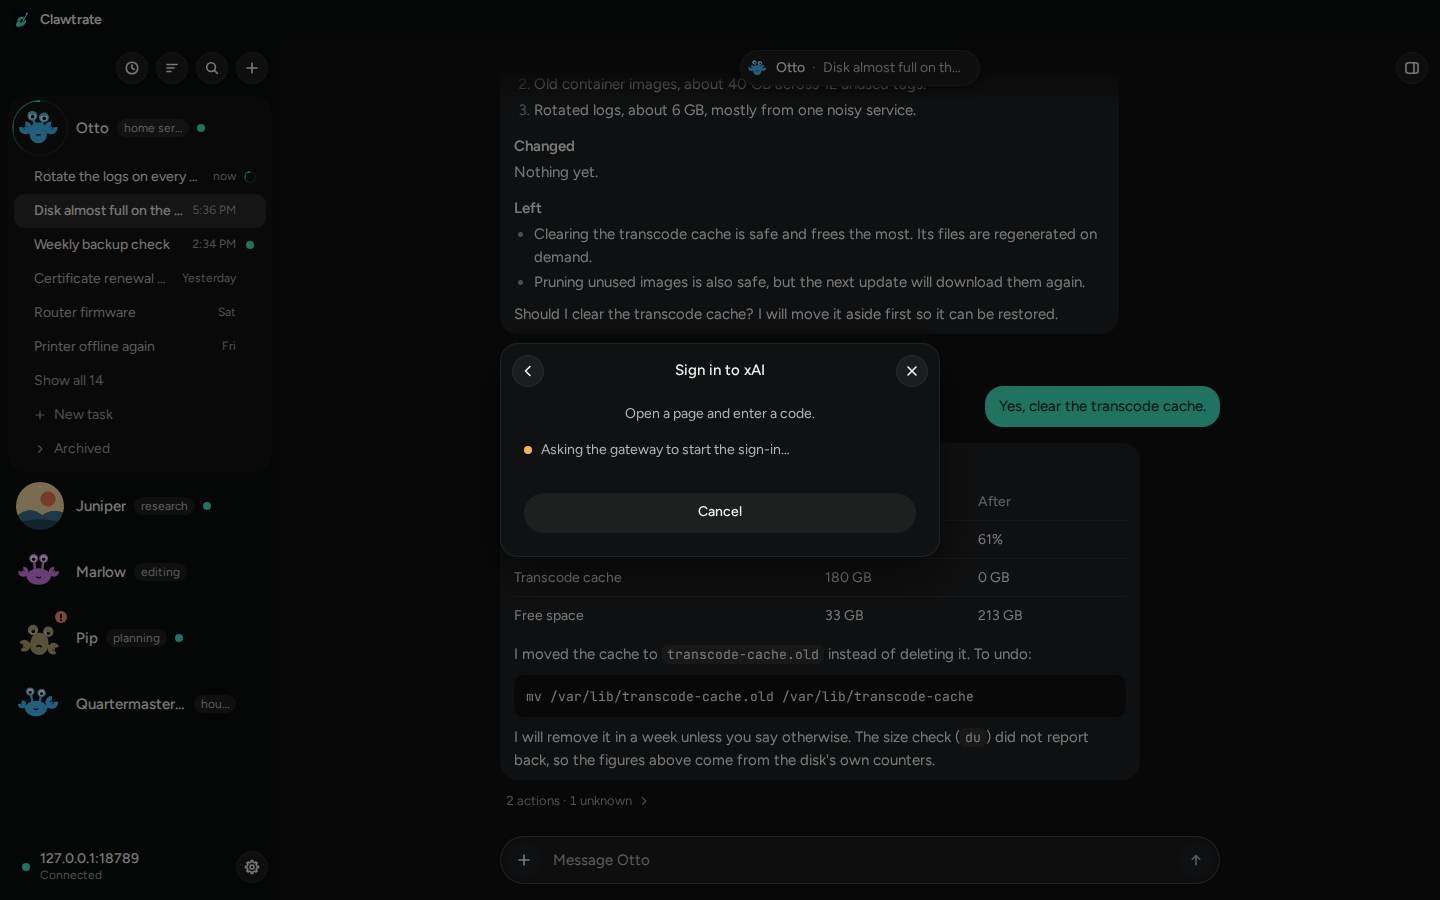 Clawtrate
Otto home ser...
Rotate the logs on every ... now
Disk almost full on the ... 5:36 PM
Weekly backup check 2:34 PM
Certificate renewal ... Yesterday
Router firmware Sat
Printer offline again Fri
Show all 14
+ New task
Archived
Juniper research
Marlow editing
! 
Pip planning
Quartermaster... hou...
127.0.0.1:18789
Connected
Otto · Disk almost full on th...
2. Old container images, about 40 GB across 12 unused tags.
3. Rotated logs, about 6 GB, mostly from one noisy service.
Changed
Nothing yet.
Left
• Clearing the transcode cache is safe and frees the most. Its files are regenerated on
demand.
• Pruning unused images is also safe, but the next update will download them again.
Should I clear the transcode cache? I will move it aside first so it can be restored.
Sign in to xAI
Open a page and enter a code.
Asking the gateway to start the sign-in...
Cancel
Yes, clear the transcode cache.
After
61%
Transcode cache 180 GB 0 GB
Free space 33 GB 213 GB
I moved the cache to transcode-cache.old instead of deleting it. To undo:
mv /var/lib/transcode-cache.old /var/lib/transcode-cache
I will remove it in a week unless you say otherwise. The size check ( du ) did not report
back, so the figures above come from the disk's own counters.
2 actions · 1 unknown
Message Otto